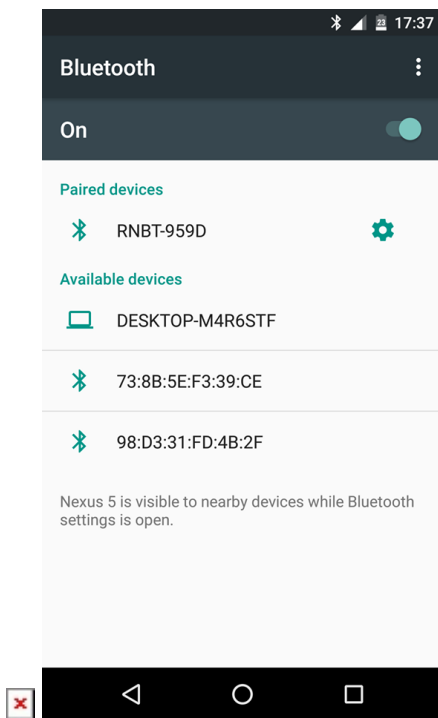 23 17:37
Bluetooth
On
Paired devices
RNBT-959D
Available devices
DESKTOP-M4R6STF
73:8B:5E:F3:39:CE
98:D3:31:FD:4B:2F
Nexus 5 is visible to nearby devices while Bluetooth
settings is open.